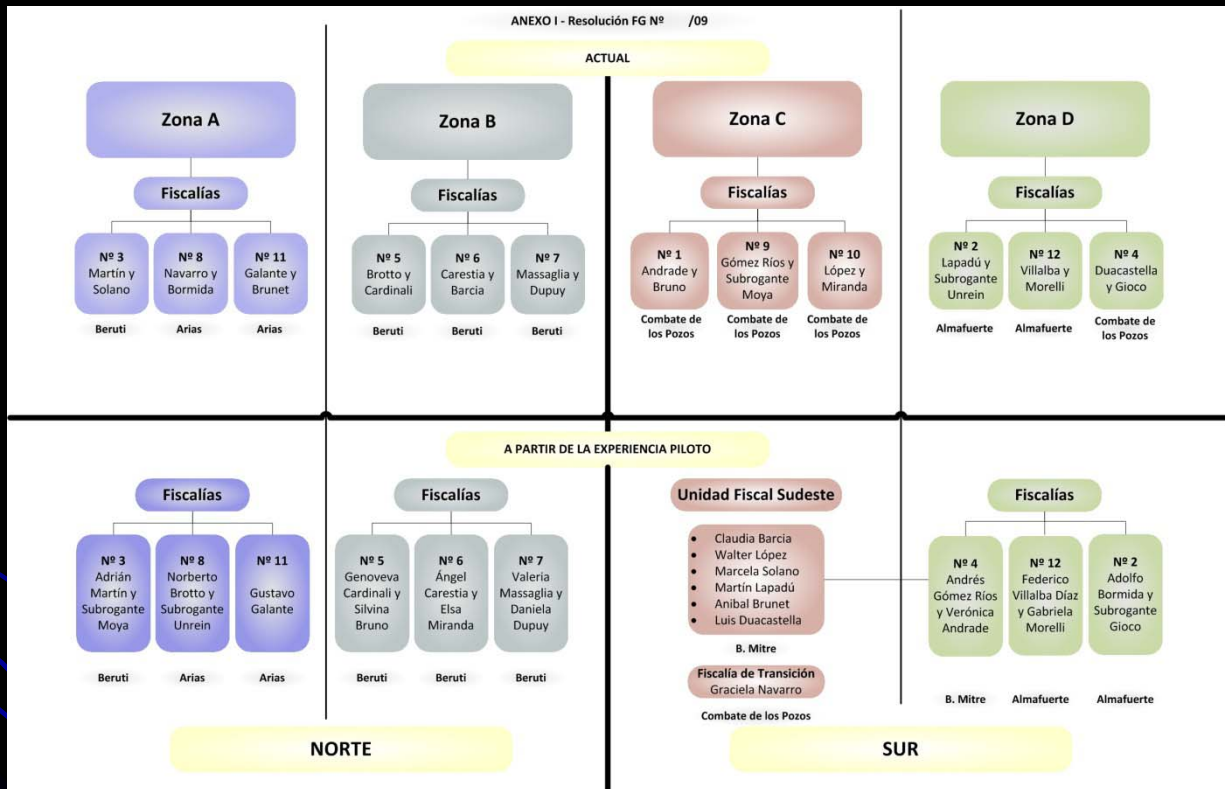 ANEXO I - Resolución FG Nº /09
ACTUAL
Zona A
Fiscalías
Nº 3
Martín y
Solano
Beruti
Nº 8
Navarro y
Bormida
Arias
Nº 11
Galante y
Brunet
Arias
Zona B
Fiscalías
Nº 5
Brotto y
Cardinali
Beruti
Nº 6
Carestia y
Barcia
Beruti
Nº 7
Massaglia y
Dupuy
Beruti
Zona C
Fiscalías
Nº 1
Andrade y
Bruno
Combate de
los Pozos
Nº 9
Gómez Ríos y
Subrogante
Moya
Combate de
los Pozos
Nº 10
López y
Miranda
Combate de
los Pozos
Zona D
Fiscalías
Nº 2
Lapadú y
Subrogante
Unrein
Almafuerte
Nº 12
Villalba y
Morelli
Almafuerte
Nº 4
Duacastella
y Gioco
Combate de
los Pozos
A PARTIR DE LA EXPERIENCIA PILOTO
Fiscalías
Nº 3
Adrián
Martín y
Subrogante
Moya
Beruti
Nº 8
Norberto
Brotto y
Subrogante
Unrein
Arias
Nº 11
Gustavo
Galante
Arias
Fiscalías
Nº 5
Genoveva
Cardinali y
Silvina
Bruno
Beruti
Nº 6
Ángel
Carestia y
Elsa
Miranda
Beruti
Nº 7
Valeria
Massaglia y
Daniela
Dupuy
Beruti
Unidad Fiscal Sudeste
• Claudia Barcia
• Walter López
• Marcela Solano
• Martín Lapadú
• Anibal Brunet
• Luis Duacastella
B. Mitre
Fiscalía de Transición
Graciela Navarro
Combate de los Pozos
Fiscalías
Nº 4
Andrés
Gómez Ríos
y Verónica
Andrade
B. Mitre
Nº 12
Federico
Villalba Díaz
y Gabriela
Morelli
Almafuerte
Nº 2
Adolfo
Bormida y
Subrogante
Gioco
Almafuerte
NORTE
SUR